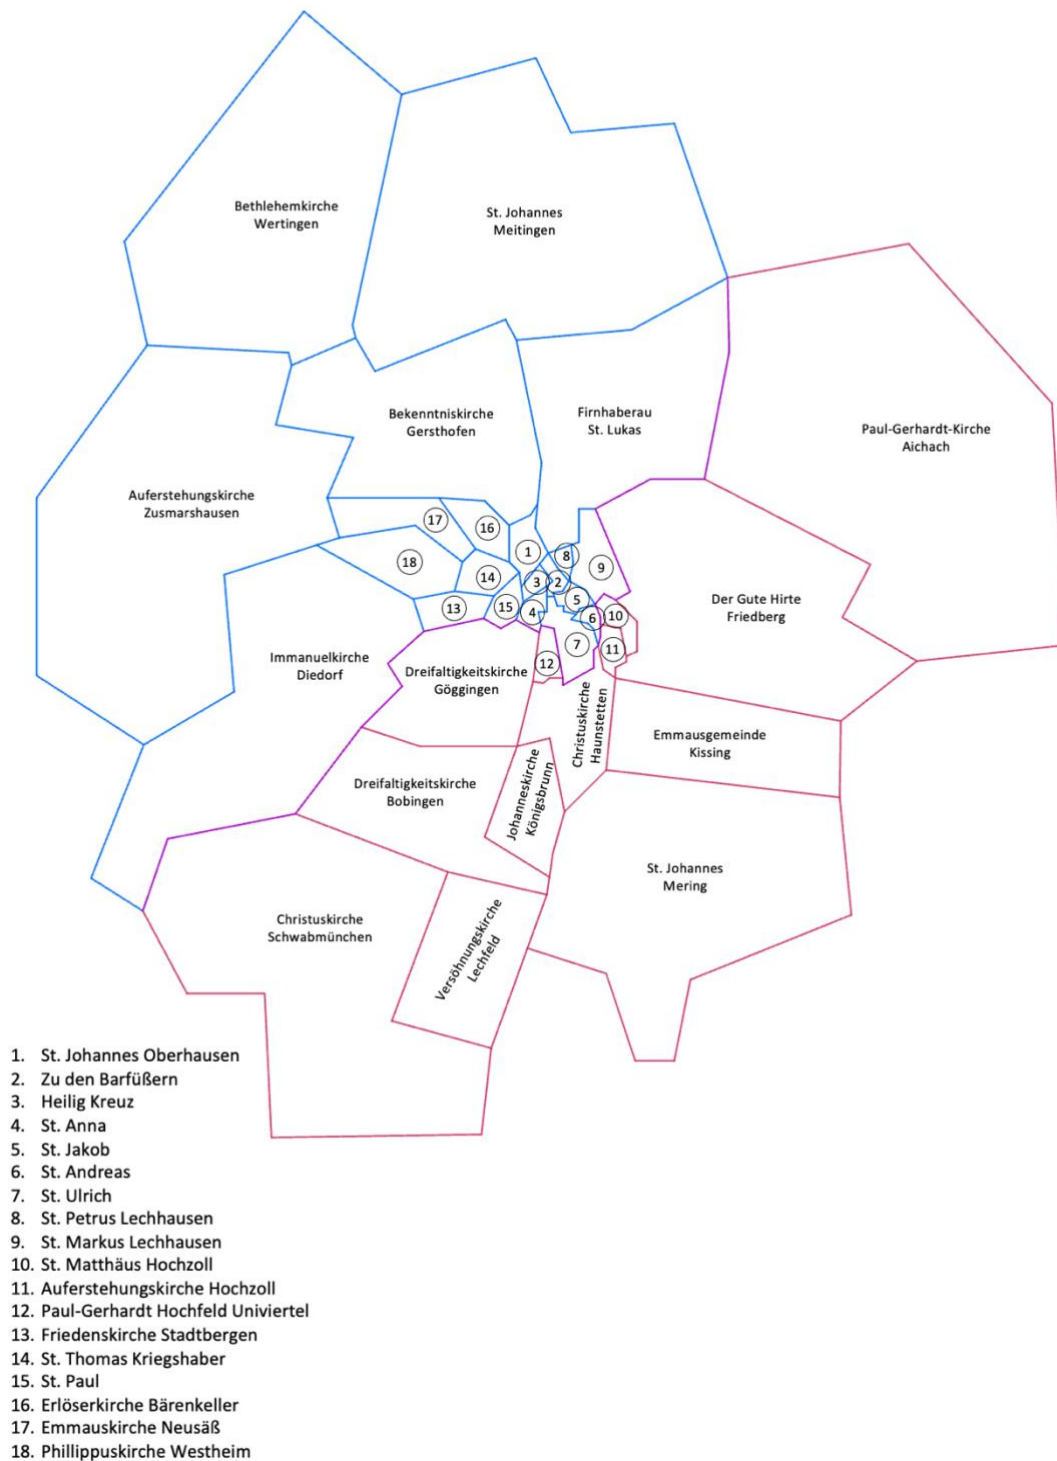 Bethlehemkirche
Wertingen
St. Johannes
Meitingen
Bekenntniskirche
Gersthofen
Firnhaberau
St. Lukas
Paul-Gerhardt-Kirche
Aichach
Auferstehungskirche
Zusmarshausen
17
16
1
8
18
14
3
2
9
13
15
4
5
6
10
7
11
12
Der Gute Hirte
Friedberg
Immanuelkirche
Diedorf
Dreifaltigkeitskirche
Göggingen
Christuskirche
Haunstetten
Emmausgemeinde
Kissing
Dreifaltigkeitskirche
Bobingen
Johanneskirche
Königsbrunn
St. Johannes
Mering
Christuskirche
Schwabmünchen
Versöhnungskirche
Lechfeld
1. St. Johannes Oberhausen
2. Zu den Barfüßern
3. Heilig Kreuz
4. St. Anna
5. St. Jakob
6. St. Andreas
7. St. Ulrich
8. St. Petrus Lechhausen
9. St. Markus Lechhausen
10. St. Matthäus Hochzoll
11. Auferstehungskirche Hochzoll
12. Paul-Gerhardt Hochfeld Univiertel
13. Friedenskirche Stadtbergen
14. St. Thomas Kriegshaber
15. St. Paul
16. Erlöserkirche Bärenkeller
17. Emmauskirche Neusäß
18. Phillippuskirche Westheim